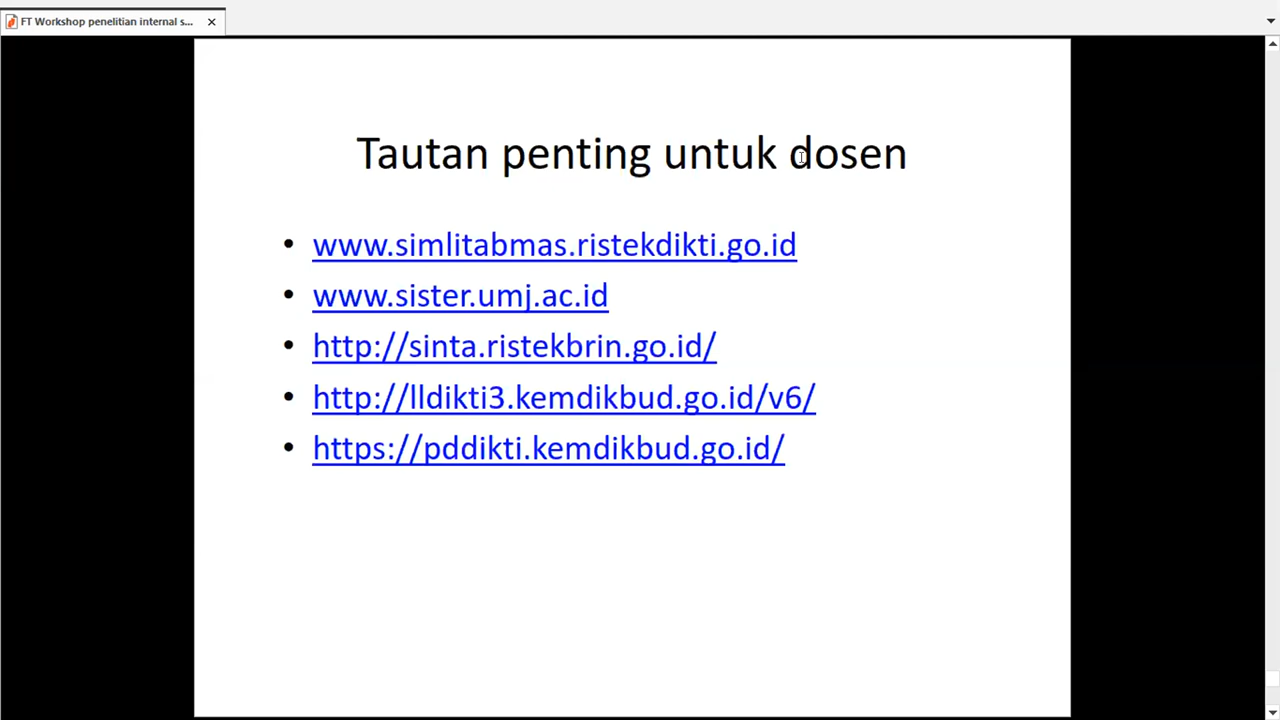 FT Workshop penelitian internal s...
Tautan penting untuk dosen
• www.simlitabmas.ristekdikti.go.id
• www.sister.umj.ac.id
• http://sinta.ristekbrin.go.id/
• http://lldikti3.kemdikbud.go.id/v6/
• https://pddikti.kemdikbud.go.id/